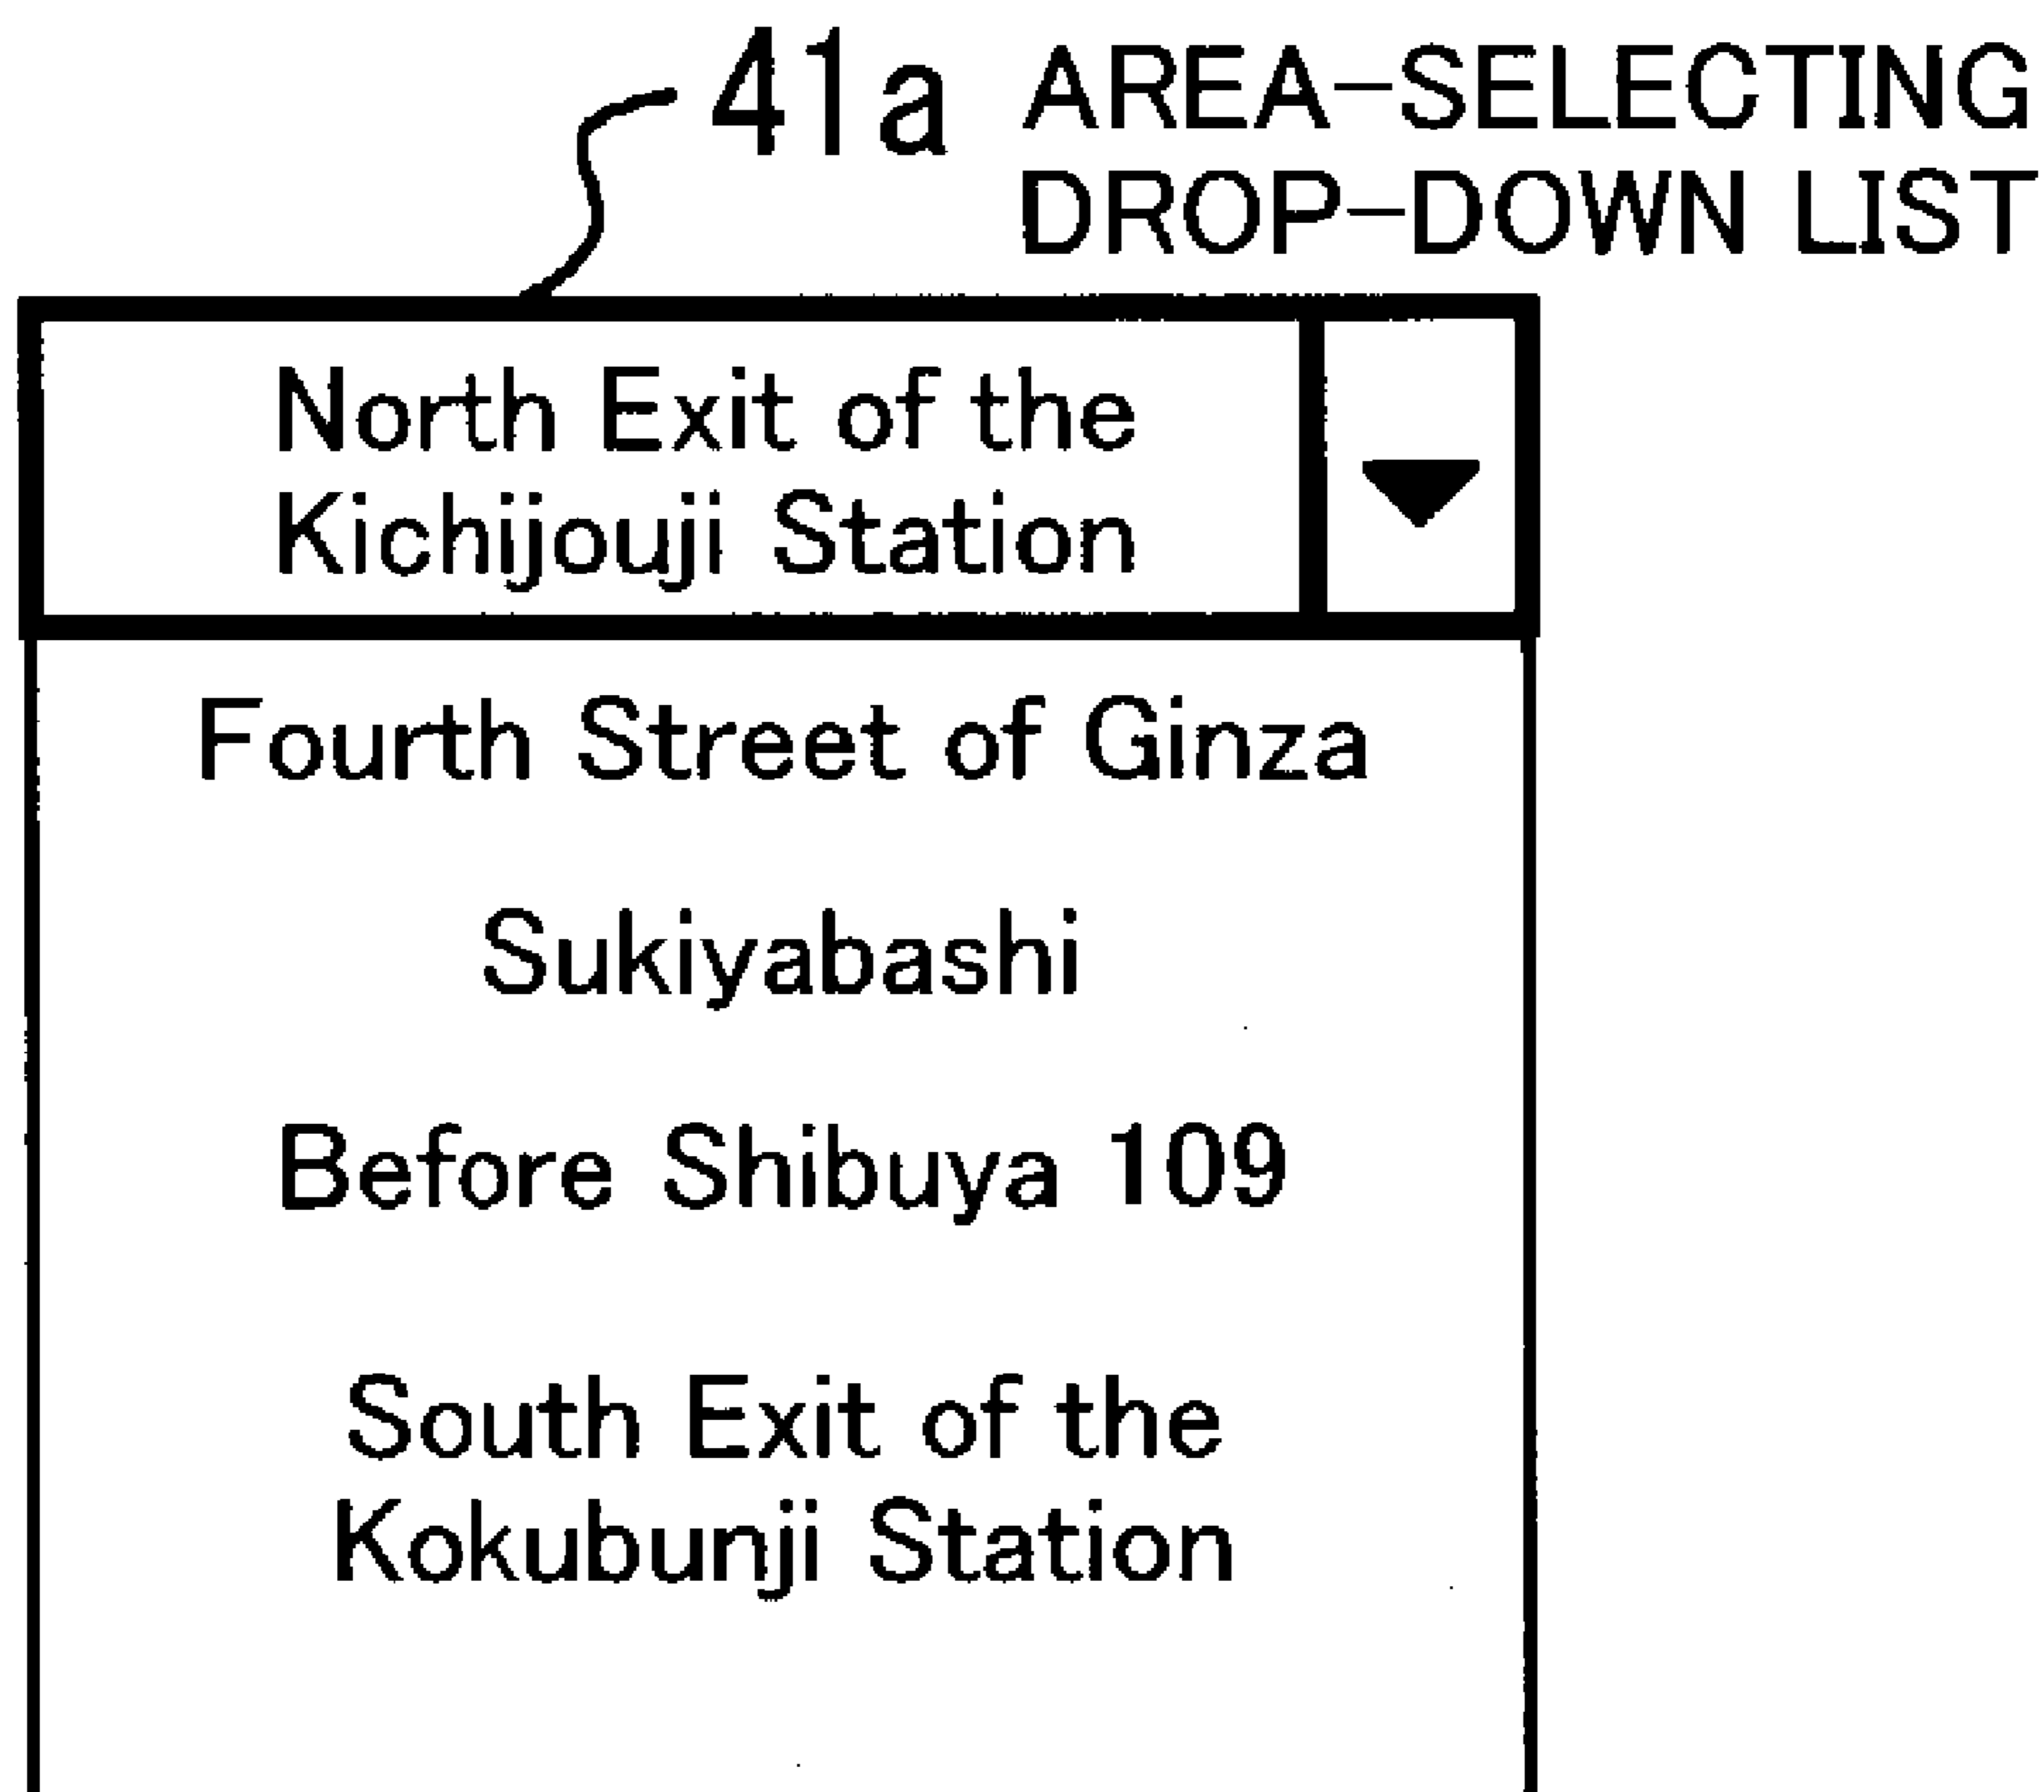 41a AREA-SELECTING
DROP-DOWN LIST
North Exit of the
Kichijouji Station
Fourth Street of Ginza
Sukiyabashi
Before Shibuya 109
South Exit of the
Kokubunji Station